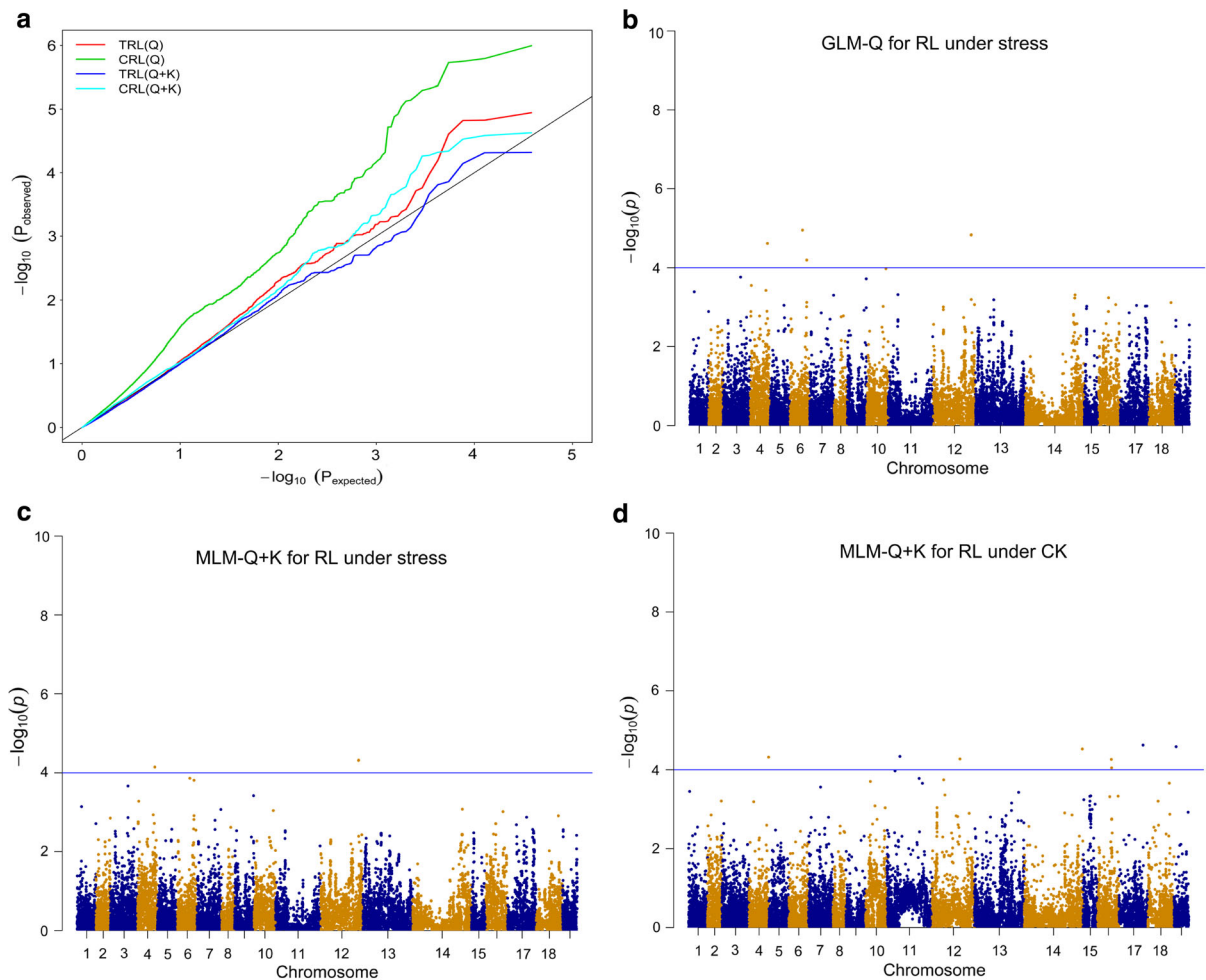 a
6
5
4
3
2
1
0
−log10 (Pobserved)
TRL(Q)
CRL(Q)
TRL(Q+K)
CRL(Q+K)
0 1 2 3 4 5
−log10 (Pexpected)
b
GLM-Q for RL under stress
10
8
6
4
2
0
−log10(p)
1 2 3 4 5 6 7 8 10 11 12 13 14 15 17 18
Chromosome
c
MLM-Q+K for RL under stress
10
8
6
4
2
0
−log10(p)
1 2 3 4 5 6 7 8 10 11 12 13 14 15 16 17 18
Chromosome
d
MLM-Q+K for RL under CK
10
8
6
4
2
0
−log10(p)
1 2 3 4 5 6 7 8 10 11 12 13 14 15 16 17 18
Chromosome